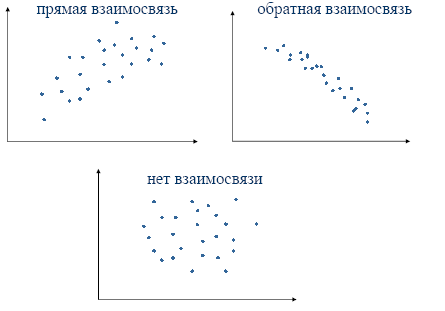 прямая взаимосвязь
обратная взаимосвязь
нет взаимосвязи